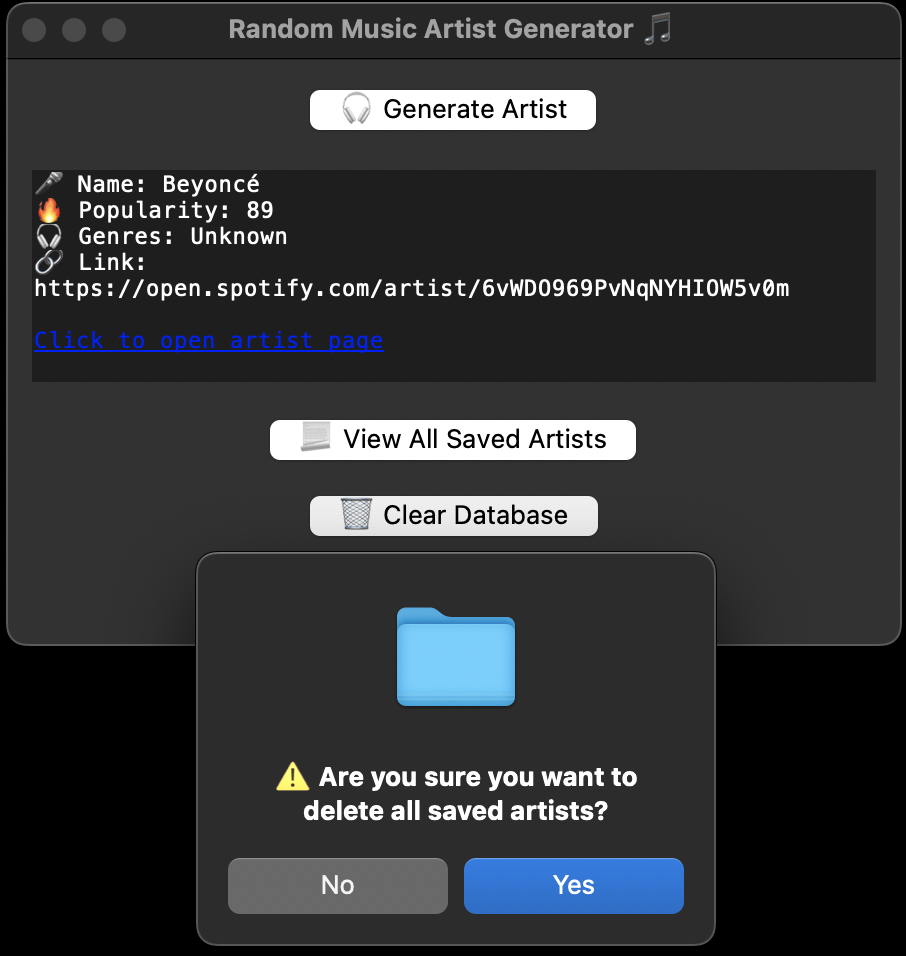 Random Music Artist Generator 🎵
🎧 Generate Artist
🎤 Name: Beyoncé
🔥 Popularity: 89
🎧 Genres: Unknown
🔗 Link:
https://open.spotify.com/artist/6vWDO969PvNqNYHIOW5v0m
Click to open artist page
📜 View All Saved Artists
🗑️ Clear Database
⚠️ Are you sure you want to
delete all saved artists?
No
Yes